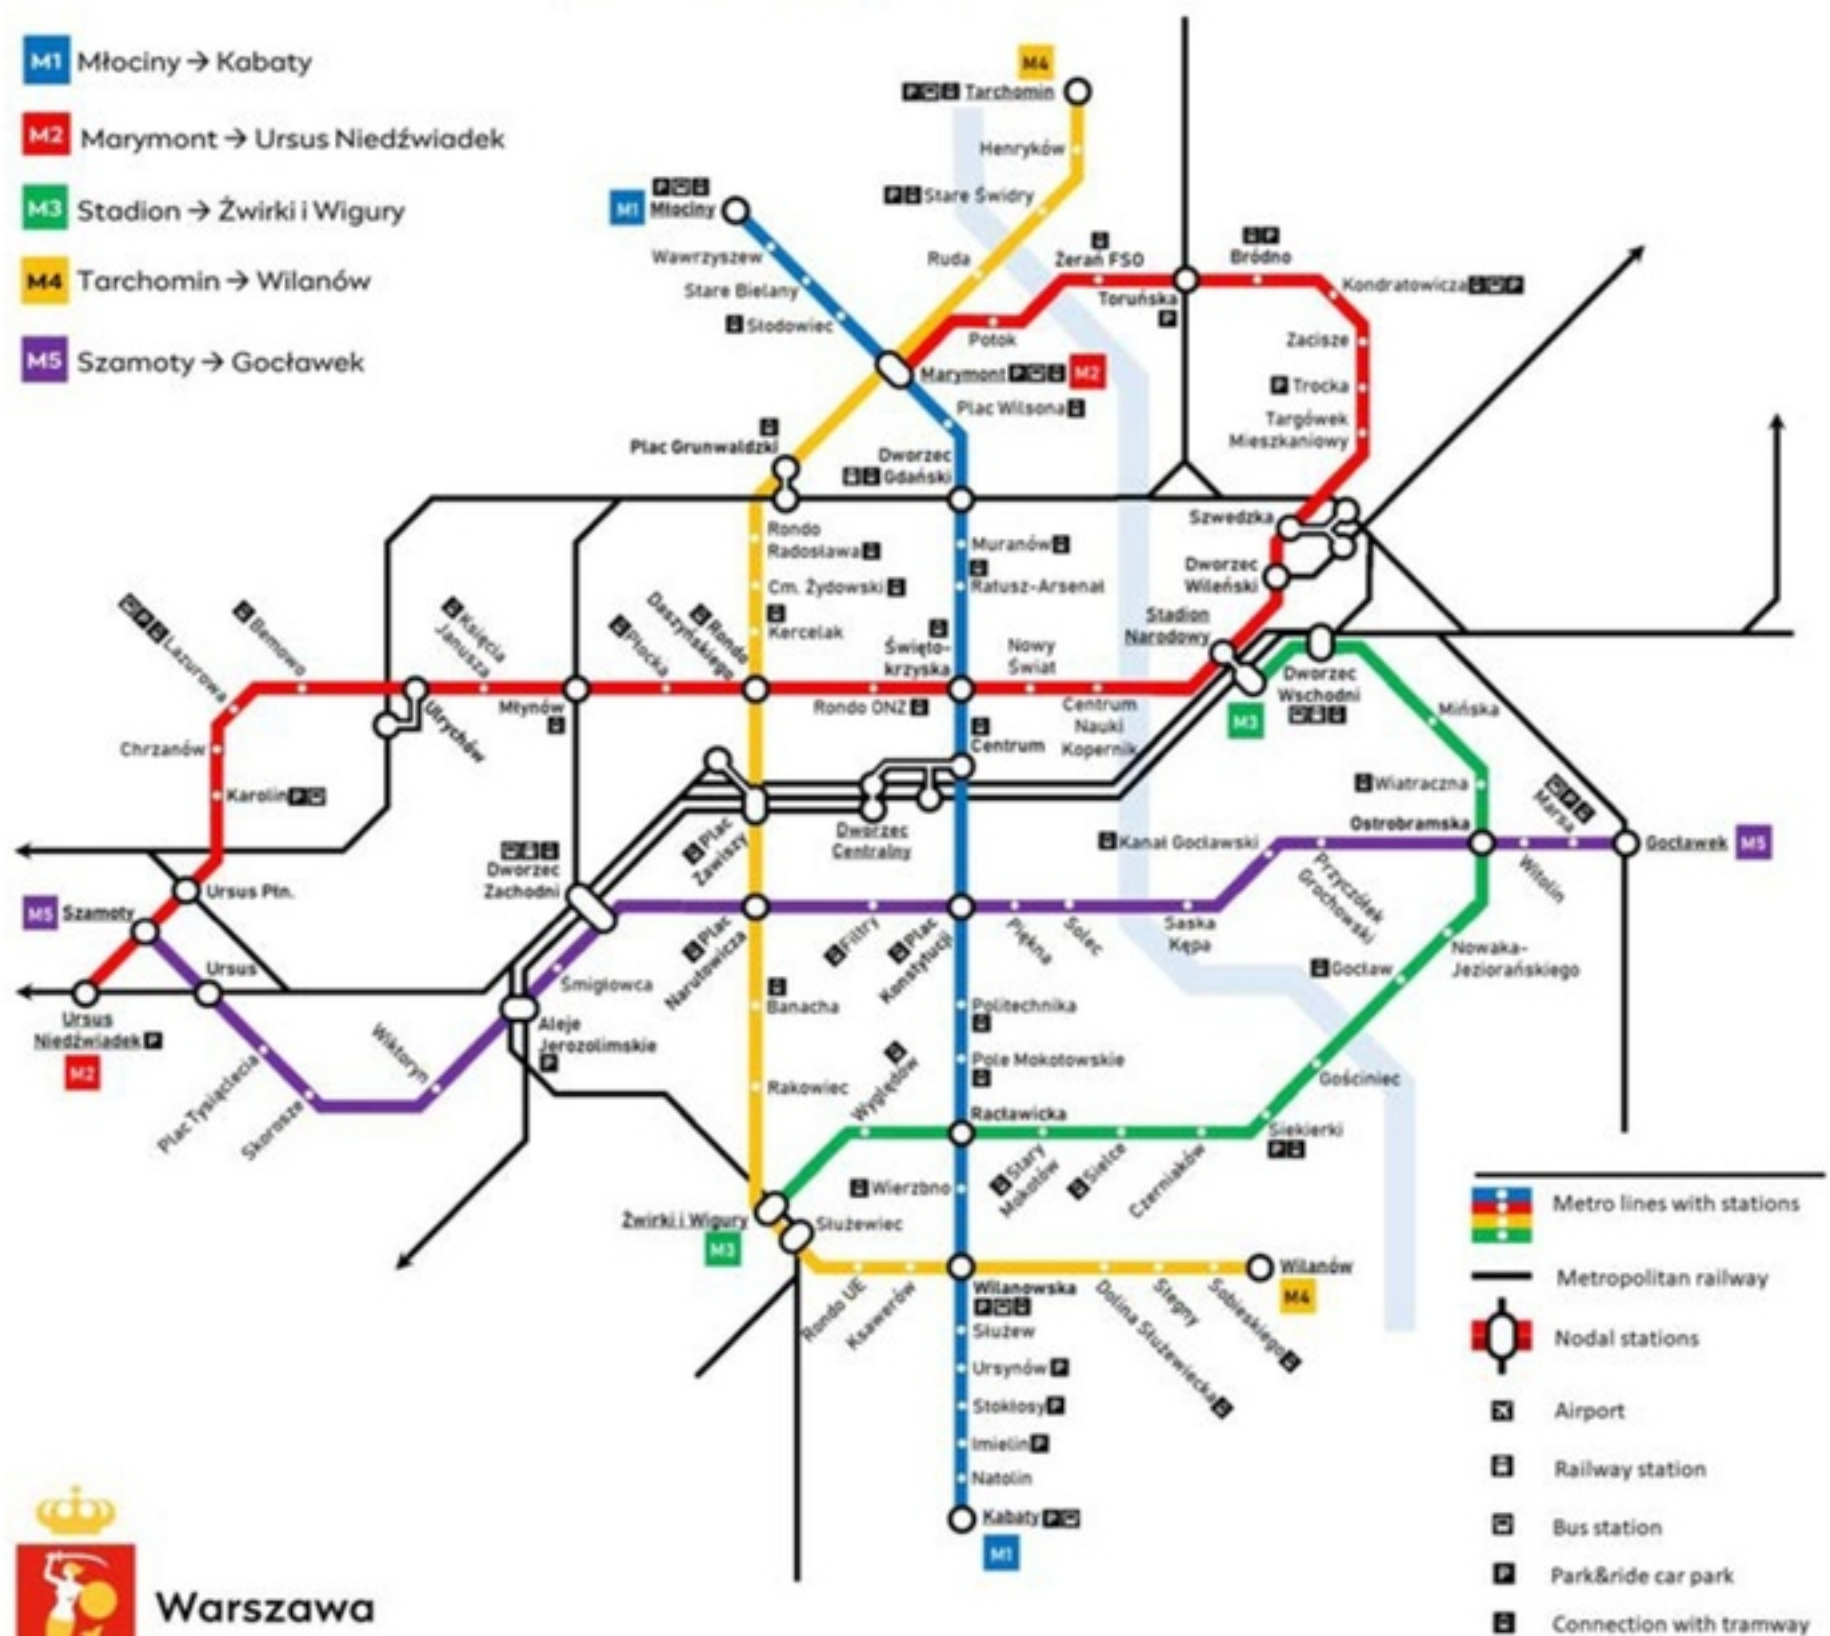 M1 Młociny → Kabaty
M2 Marymont → Ursus Niedźwiadek
M3 Stadion → Żwirki i Wigury
M4 Tarchomin → Wilanów
M5 Szamoty → Gocławek
M4
Tarchomin
Henryków
Stare Świdry
Ruda
M1 Młociny
Wawrzyszew
Stare Bielany
Słodowiec
Żerań FSO
Toruńska
Bródno
Kondratowicza
Potok
Zacisze
Marymont M2
Trocka
Plac Wilsona
Targówek
Mieszkaniowy
Plac Grunwaldzki
Dworzec
Gdański
Szwedzka
Rondo
Radosława
Muranów
Cm. Żydowski
Ratusz-Arsenał
Dworzec
Wileński
Kercelak
Stadion
Narodowy
Lazurowa
Bemowo
Księcia
Janusza
Płocka
Rondo
Daszyńskiego
Święto-
krzyska
Nowy
Świat
Ulrychów
Młynów
Rondo ONZ
Centrum
Nauki
Kopernik
Dworzec
Wschodni
M3
Mińska
Chrzanów
Centrum
Karolin
Wiatraczna
Marsa
Plac
Zawiszy
Dworzec
Centralny
Kanał Gocławski
Ostrobramska
Gocławek M5
Dworzec
Zachodni
Przyczółek
Grochowski
Witolin
Ursus Płn.
M5 Szamoty
Plac
Narutowicza
Filtry
Plac
Konstytucji
Piękna
Solec
Saska
Kępa
Nowaka-
Jeziorańskiego
Ursus
Śmigłowca
Gocław
Ursus
Niedźwiadek
M2
Aleje
Jerozolimskie
Banacha
Politechnika
Wiktoryn
Pole Mokotowskie
Gościniec
Plac Tysiąclecia
Skorosze
Rakowiec
Wyględów
Racławicka
Siekierki
Stary
Mokotów
Sielce
Czerniaków
Wierzbno
Żwirki i Wigury
M3
Służewiec
Wilanów
M4
Rondo UE
Ksawerów
Wilanowska
Dolina Służewiecka
Stegny
Sobieskiego
Służew
Ursynów
Stokłosy
Imielin
Natolin
Kabaty
M1
Metro lines with stations
Metropolitan railway
Nodal stations
Airport
Railway station
Bus station
Park&ride car park
Connection with tramway
Warszawa